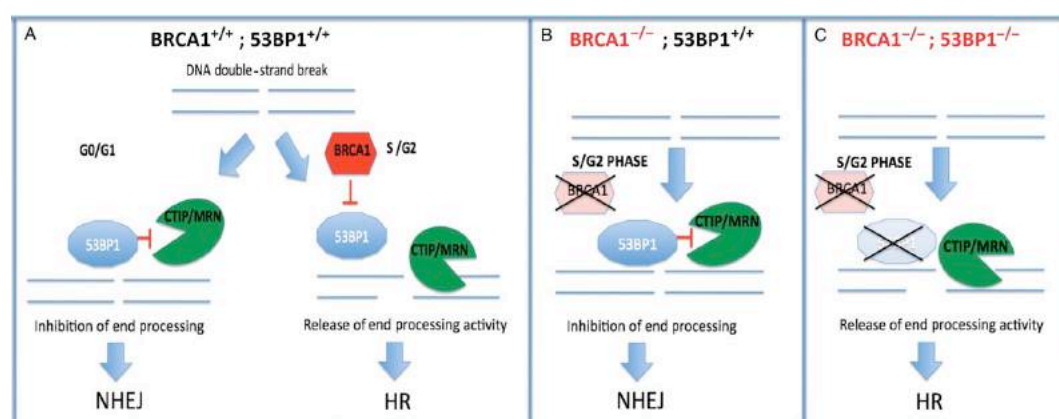 A
BRCA1+/+ ; 53BP1+/+
DNA double-strand break
G0/G1
BRCA1
S /G2
53BP1
CTIP/MRN
53BP1
CTIP/MRN
Inhibition of end processing
Release of end processing activity
NHEJ
HR
B
BRCA1−/− ; 53BP1+/+
S/G2 PHASE
BRCA1
53BP1
CTIP/MRN
Inhibition of end processing
NHEJ
C
BRCA1−/−; 53BP1−/−
S/G2 PHASE
BRCA1
CTIP/MRN
Release of end processing activity
HR